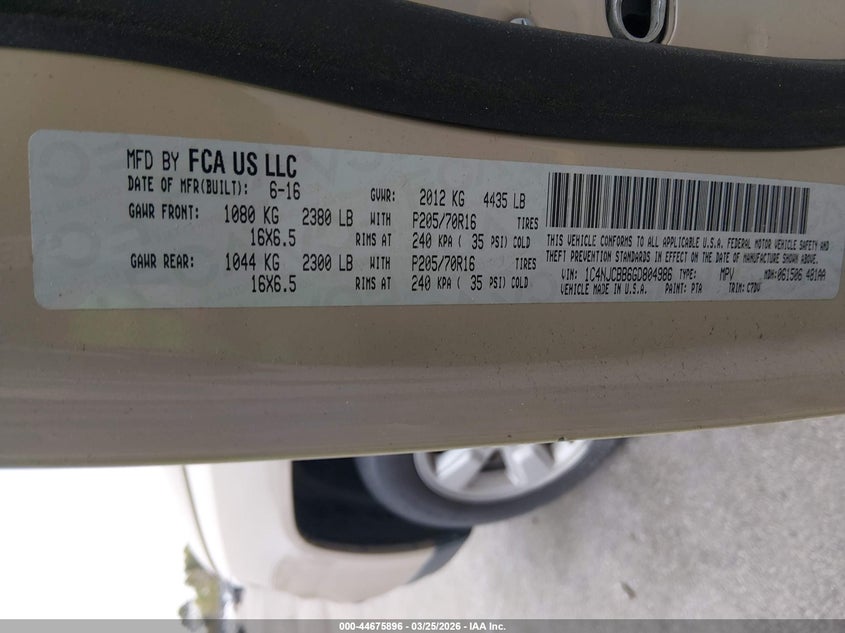 MFD BY FCA US LLC
DATE OF MFR(BUILT): 6-16 GVWR: 2012 KG 4435 LB
GAWR FRONT: 1080 KG 2380 LB WITH P205/70R16 TIRES
16X6.5 RIMS AT 240 KPA ( 35 PSI) COLD
GAWR REAR: 1044 KG 2300 LB WITH P205/70R16 TIRES
16X6.5 RIMS AT 240 KPA ( 35 PSI) COLD
THIS VEHICLE CONFORMS TO ALL APPLICABLE U.S.A. FEDERAL MOTOR VEHICLE SAFETY AND
THEFT PREVENTION STANDARDS IN EFFECT ON THE DATE OF MANUFACTURE SHOWN ABOVE.
VIN: 1C4NJCBB6GD804986 TYPE: MPV MDH: 061506 481AA
VEHICLE MADE IN U.S.A. PAINT: PTA TRIM: C7DV
000-44675896 - 03/25/2026 - IAA Inc.